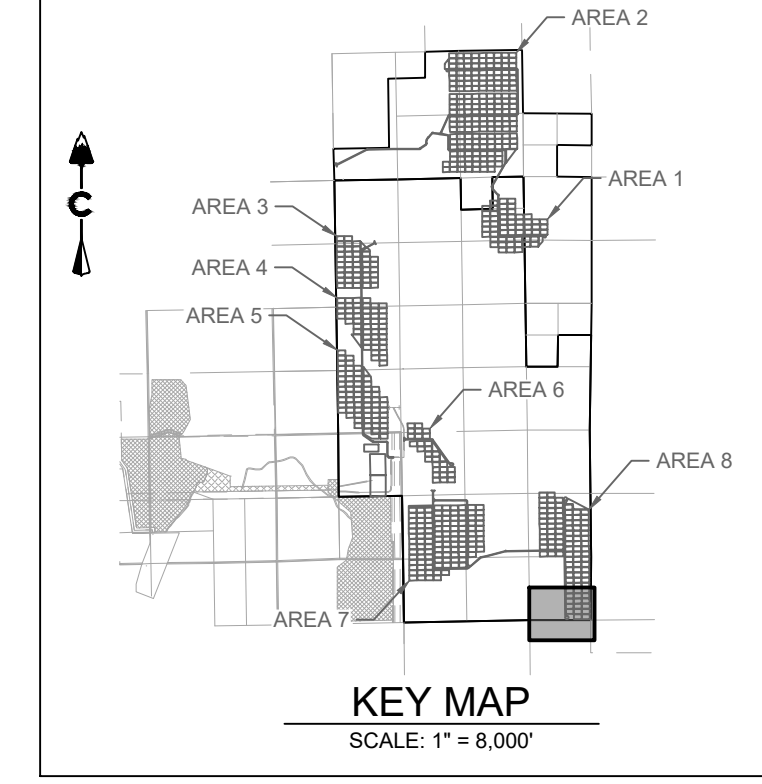 AREA 2
AREA 1
AREA 3
AREA 4
AREA 5
AREA 6
AREA 8
AREA 7
C
KEY MAP
SCALE: 1" = 8,000'